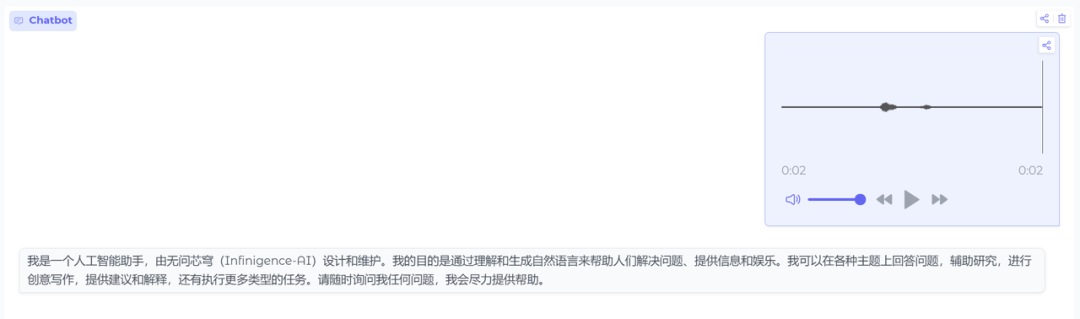 Chatbot
0:02 0:02
我是一个人工智能助手，由无问芯穹（Infinigence-AI）设计和维护。我的目的是通过理解和生成自然语言来帮助人们解决问题、提供信息和娱乐。我可以在各种主题上回答问题，辅助研究，进行
创意写作，提供建议和解释，还有执行更多类型的任务。请随时询问我任何问题，我会尽力提供帮助。